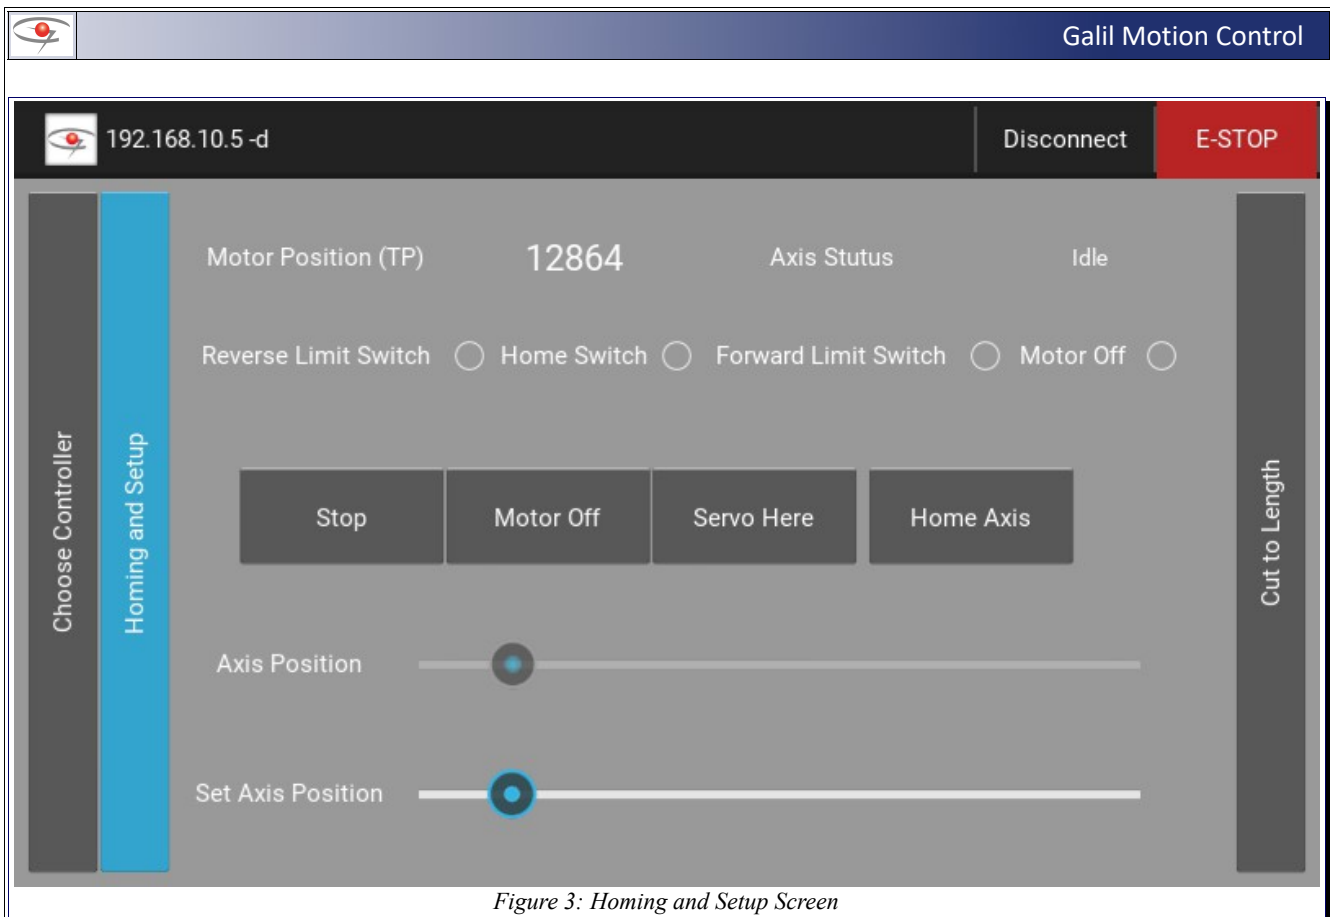 Galil Motion Control
192.168.10.5 -d
Disconnect
E-STOP
Choose Controller
Homing and Setup
Motor Position (TP) 12864 Axis Stutus Idle
Reverse Limit Switch Home Switch Forward Limit Switch Motor Off
Stop Motor Off Servo Here Home Axis
Axis Position
Set Axis Position
Cut to Length
Figure 3: Homing and Setup Screen